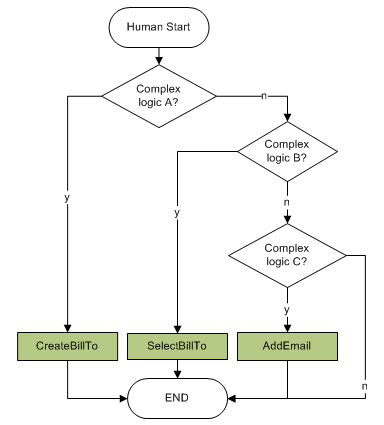 Human Start
Complex
logic A?
n
Complex
logic B?
y
y
n
Complex
logic C?
y
CreateBillTo
SelectBillTo
AddEmail
n
END